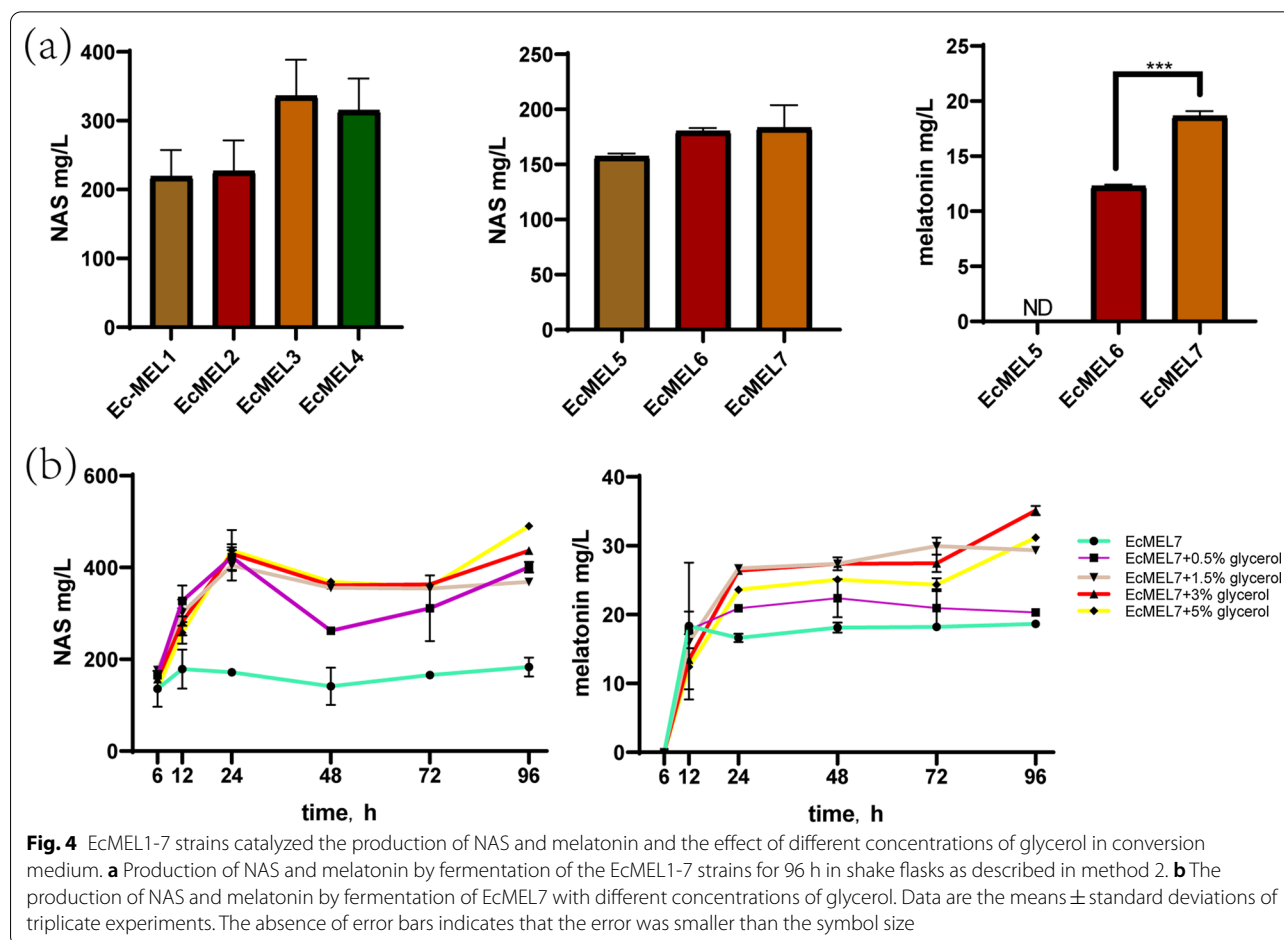 (a)
400
300
200
100
0
NAS mg/L
Ec-MEL1
EcMEL2
EcMEL3
EcMEL4
250
200
150
100
50
0
NAS mg/L
EcMEL5
EcMEL6
EcMEL7
25
20
15
10
5
0
melatonin mg/L
***
ND
EcMEL5
EcMEL6
EcMEL7
(b)
600
400
200
0
NAS mg/L
6 12 24 48 72 96
time, h
40
30
20
10
0
melatonin mg/L
6 12 24 48 72 96
time, h
EcMEL7
EcMEL7+0.5% glycerol
EcMEL7+1.5% glycerol
EcMEL7+3% glycerol
EcMEL7+5% glycerol
Fig. 4 EcMEL1-7 strains catalyzed the production of NAS and melatonin and the effect of different concentrations of glycerol in conversion
medium. a Production of NAS and melatonin by fermentation of the EcMEL1-7 strains for 96 h in shake flasks as described in method 2. b The
production of NAS and melatonin by fermentation of EcMEL7 with different concentrations of glycerol. Data are the means ± standard deviations of
triplicate experiments. The absence of error bars indicates that the error was smaller than the symbol size